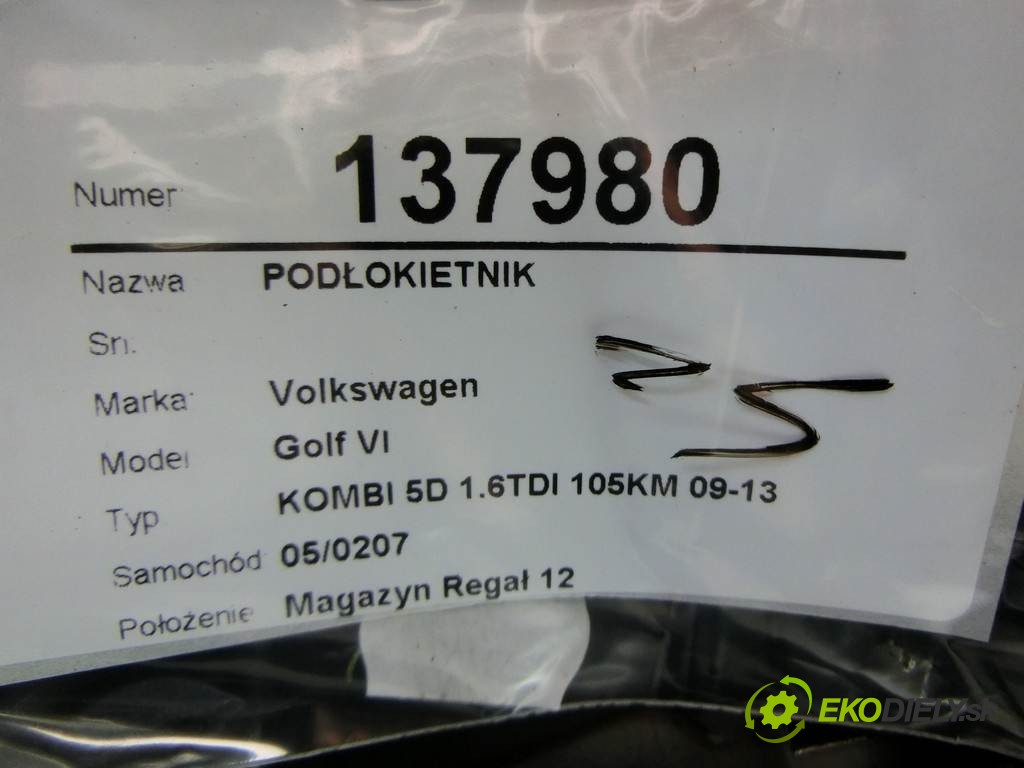 Numer 137980
Nazwa PODŁOKIETNIK
Sn.
Marka Volkswagen
Model Golf VI
Typ KOMBI 5D 1.6TDI 105KM 09-13
Samochód 05/0207
Położenie Magazyn Regał 12
EKODIELY.sk